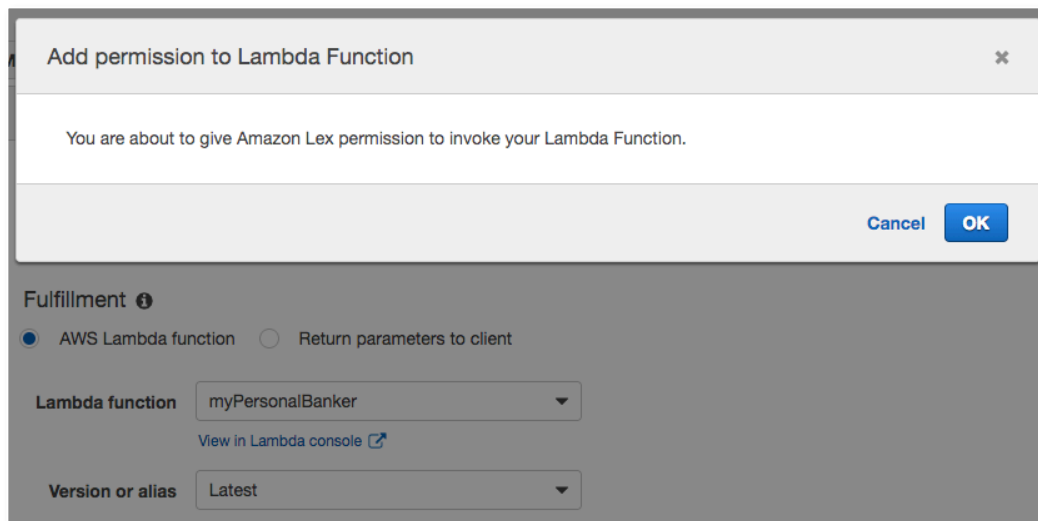 Add permission to Lambda Function
You are about to give Amazon Lex permission to invoke your Lambda Function.
Cancel OK
Fulfillment
AWS Lambda function Return parameters to client
Lambda function myPersonalBanker
View in Lambda console
Version or alias Latest